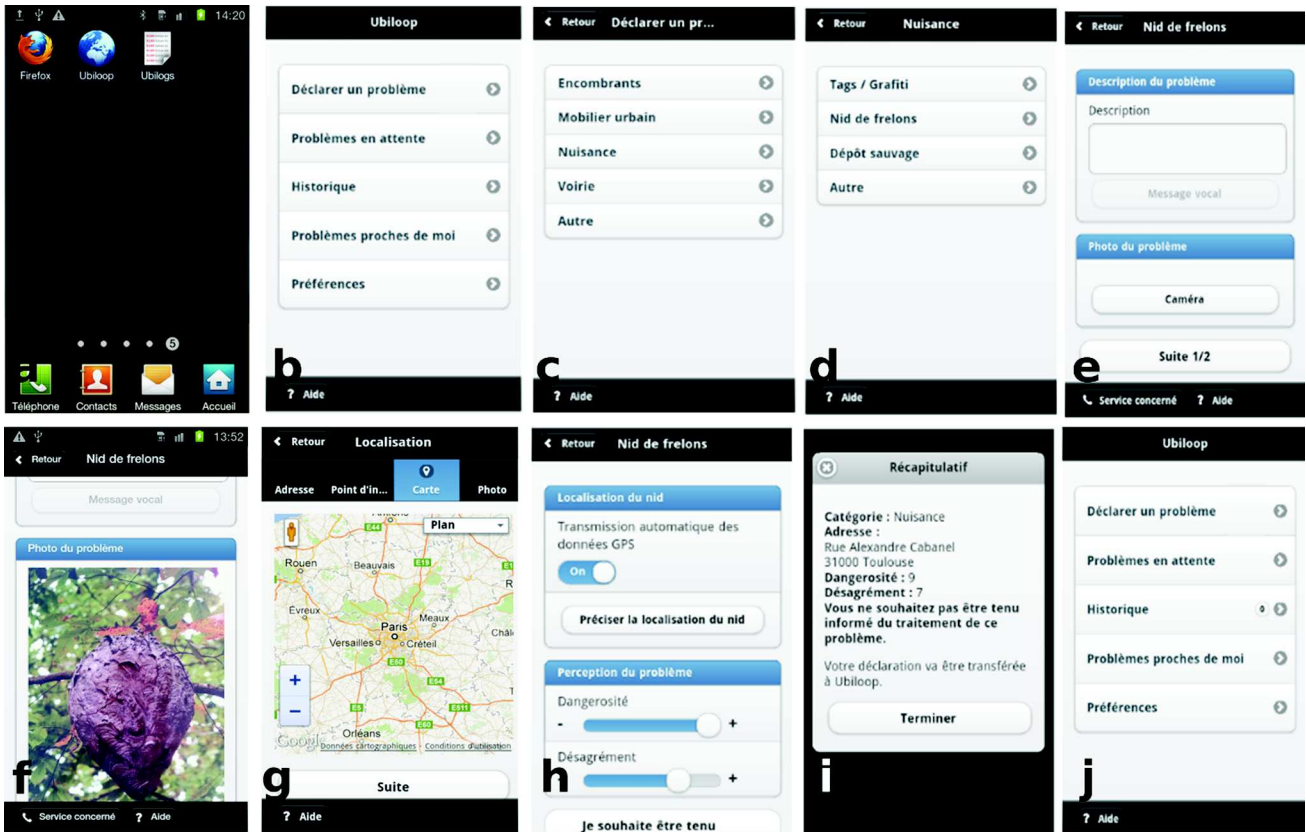 14:20
Firefox
Ubiloop
Ubilogs
5
a
Téléphone
Contacts
Messages
Accueil
Ubiloop
Déclarer un problème
Problèmes en attente
Historique
Problèmes proches de moi
Préférences
b
? Aide
Retour
Déclarer un pr...
Encombrants
Mobilier urbain
Nuisance
Voirie
Autre
c
? Aide
Retour
Nuisance
Tags / Grafiti
Nid de frelons
Dépôt sauvage
Autre
d
? Aide
Retour
Nid de frelons
Description du problème
Description
Message vocal
Photo du problème
Caméra
Suite 1/2
e
Service concerné ? Aide
13:52
Retour
Nid de frelons
Message vocal
Photo du problème
f
Service concerné ? Aide
Retour
Localisation
Adresse
Point d'in...
Carte
Photo
Plan
E44
Rouen
Beauvais
E19
Évreux
Paris
Meaux
Versailles
Créteil
E50
E54
E5
E511
E60
Orléans
+
−
Google
Données cartographiques - Conditions d'utilisation
Suite
g
? Aide
Retour
Nid de frelons
Localisation du nid
Transmission automatique des
données GPS
On
Préciser la localisation du nid
Perception du problème
Dangerosité
- +
Désagrément
+
Je souhaite être tenu
h
Récapitulatif
Catégorie : Nuisance
Adresse :
Rue Alexandre Cabanel
31000 Toulouse
Dangerosité : 9
Désagrément : 7
Vous ne souhaitez pas être tenu
informé du traitement de ce
problème.
Votre déclaration va être transférée
à Ubiloop.
Terminer
i
Ubiloop
Déclarer un problème
Problèmes en attente
Historique
Problèmes proches de moi
Préférences
j
? Aide